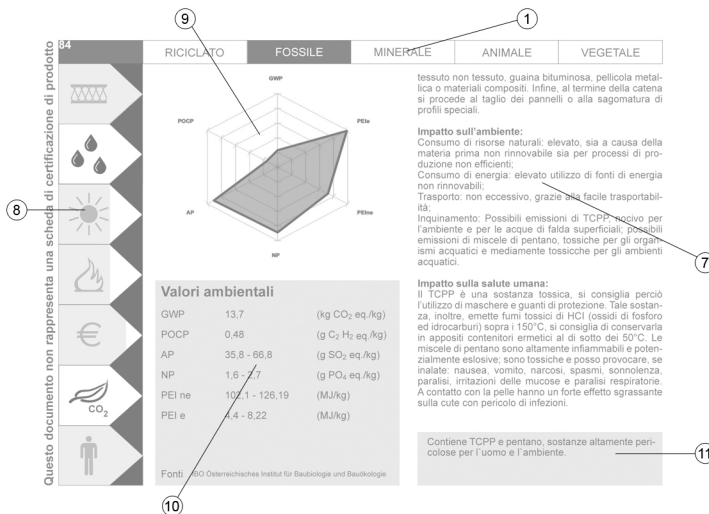 9
1
84
RICICLATO FOSSILE MINERALE ANIMALE VEGETALE
Questo documento non rappresenta una scheda di certificazione di prodotto
8
€
CO2
GWP
PEIe
PEIne
NP
AP
POCP
Valori ambientali
GWP 13,7 (kg CO2 eq./kg)
POCP 0,48 (g C2 H2 eq./kg)
AP 35,8 - 66,8 (g SO2 eq./kg)
NP 1,6 - 2,7 (g PO4 eq./kg)
PEI ne 102,1 - 126,19 (MJ/kg)
PEI e 4,4 - 8,22 (MJ/kg)
Fonti IBO Österreichisches Institut für Baubiologie und Bauökologie
10
tessuto non tessuto, guaina bituminosa, pellicola metal-
lica o materiali compositi. Infine, al termine della catena
si procede al taglio dei pannelli o alla sagomatura di
profili speciali.
Impatto sull'ambiente:
Consumo di risorse naturali: elevato, sia a causa della
materia prima non rinnovabile sia per processi di pro-
duzione non efficienti;
Consumo di energia: elevato utilizzo di fonti di energia
non rinnovabili;
Trasporto: non eccessivo, grazie alla facile trasportabil-
ità;
Inquinamento: Possibili emissioni di TCPP, nocivo per
l'ambiente e per le acque di falda superficiali; possibili
emissioni di miscele di pentano, tossiche per gli organ-
ismi acquatici e mediamente tossicche per gli ambienti
acquatici.
7
Impatto sulla salute umana:
Il TCPP è una sostanza tossica, si consiglia perciò
l'utilizzo di maschere e guanti di protezione. Tale sostan-
za, inoltre, emette fumi tossici di HCl (ossidi di fosforo
ed idrocarburi) sopra i 150°C, si consiglia di conservarla
in appositi contenitori ermetici al di sotto dei 50°C. Le
miscele di pentano sono altamente infiammabili e poten-
zialmente eslosive; sono tossiche e posso provocare, se
inalate: nausea, vomito, narcosi, spasmi, sonnolenza,
paralisi, irritazioni delle mucose e paralisi respiratorie.
A contatto con la pelle hanno un forte effetto sgrassante
sulla cute con pericolo di infezioni.
Contiene TCPP e pentano, sostanze altamente peri-
colose per l`uomo e l`ambiente.
11